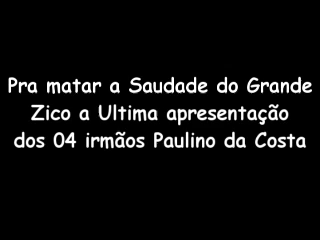 Pra matar a Saudade do Grande
Zico a Ultima apresentação
dos 04 irmãos Paulino da Costa